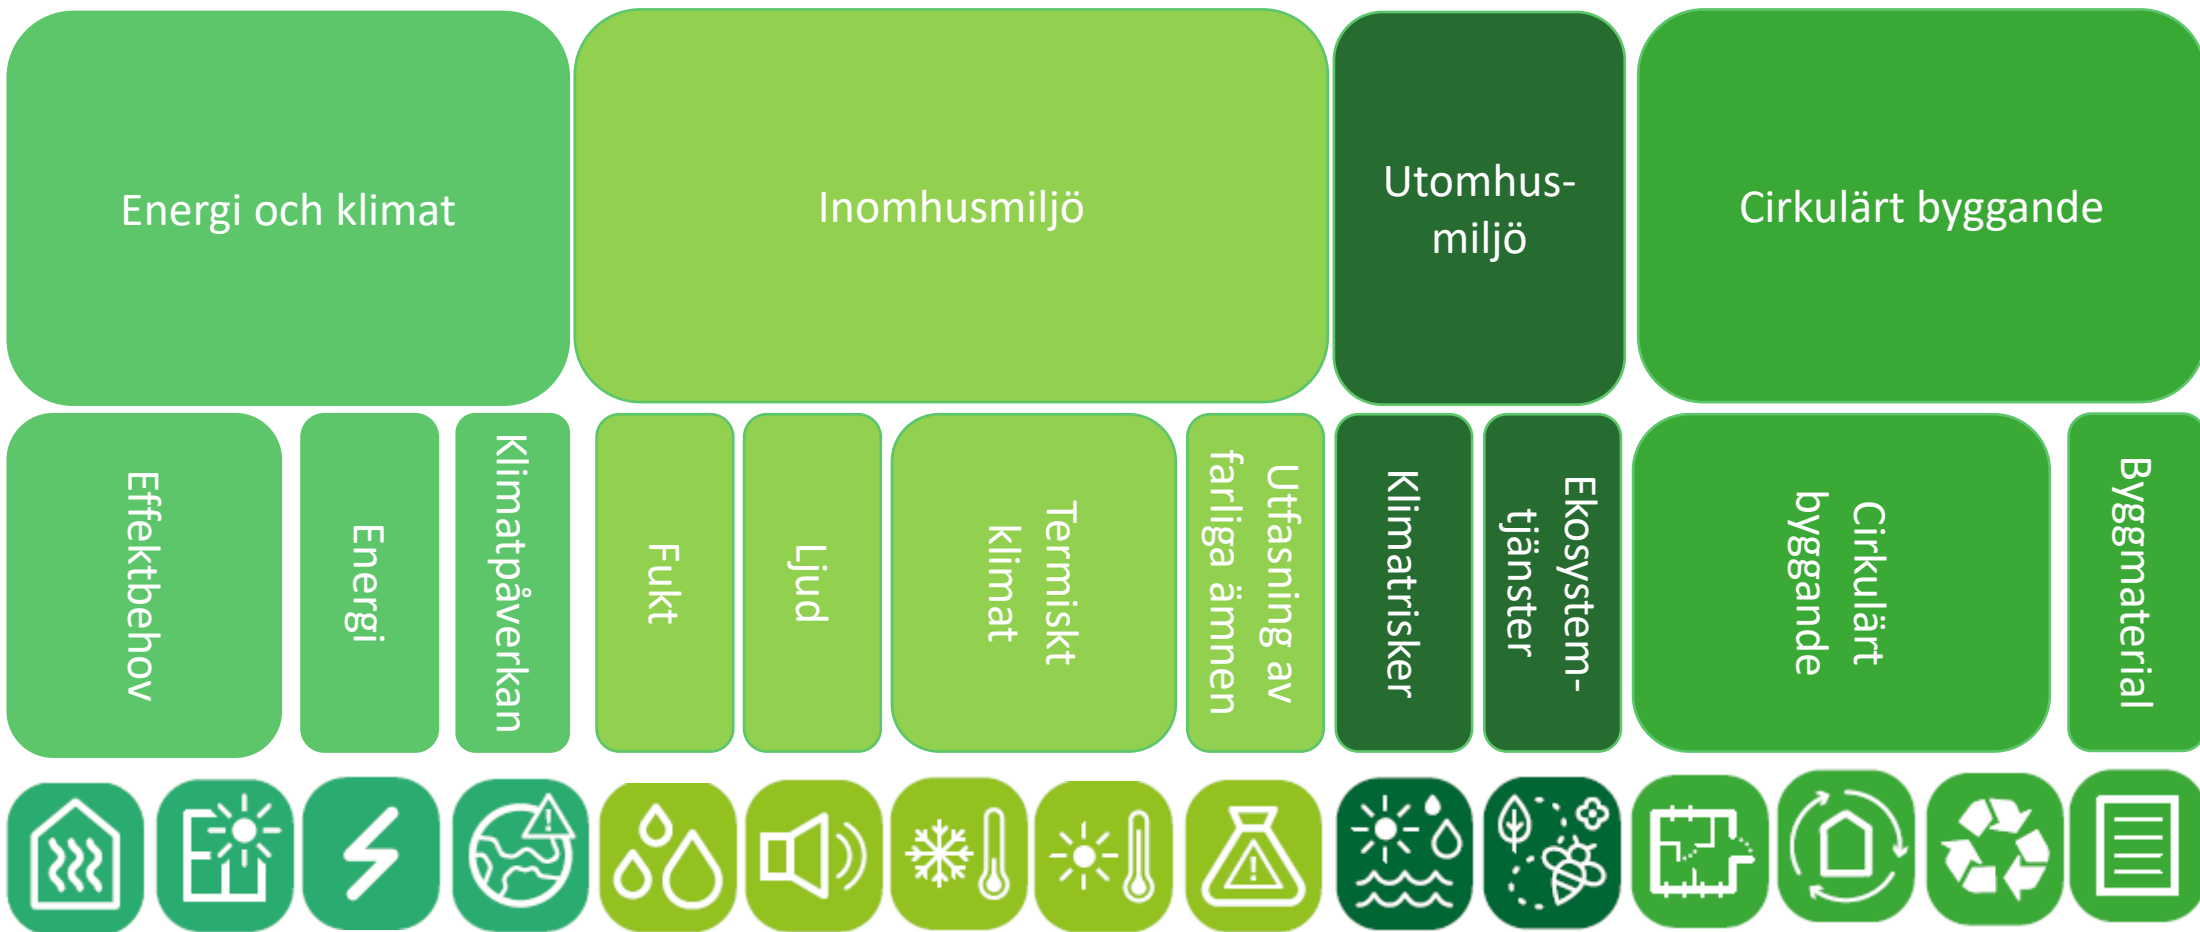 Energi och klimat
Inomhusmiljö
Utomhus-
miljö
Cirkulärt byggande
Effektbehov
Energi
Klimatpåverkan
Fukt
Ljud
Termiskt
klimat
Utfasning av
farliga ämnen
Klimatrisker
Ekosystem-
tjänster
Cirkulärt
byggande
Byggmaterial